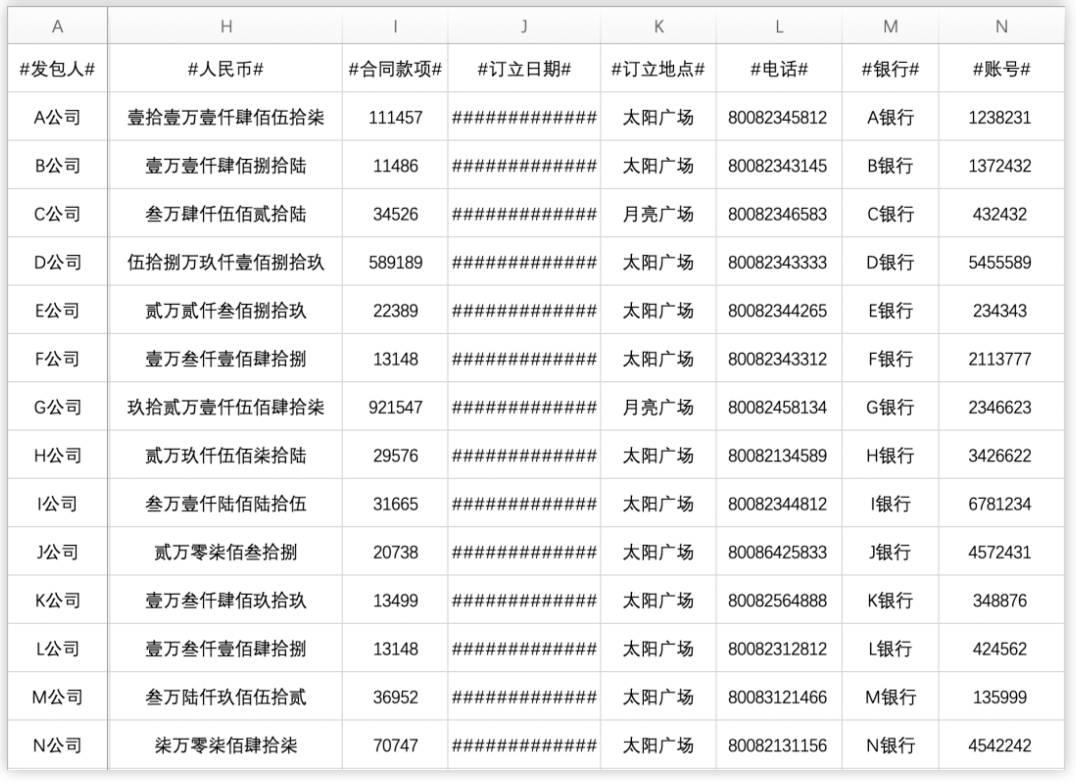 A H I J K L M N
#发包人# #人民币# #合同款项# #订立日期# #订立地点# #电话# #银行# #账号#
A公司 壹拾壹万壹仟肆佰伍拾柒 111457 ############# 太阳广场 80082345812 A银行 1238231
B公司 壹万壹仟肆佰捌拾陆 11486 ############# 太阳广场 80082343145 B银行 1372432
C公司 叁万肆仟伍佰贰拾陆 34526 ############# 月亮广场 80082346583 C银行 432432
D公司 伍拾捌万玖仟壹佰捌拾玖 589189 ############# 太阳广场 80082343333 D银行 5455589
E公司 贰万贰仟叁佰捌拾玖 22389 ############# 太阳广场 80082344265 E银行 234343
F公司 壹万叁仟壹佰肆拾捌 13148 ############# 太阳广场 80082343312 F银行 2113777
G公司 玖拾贰万壹仟伍佰肆拾柒 921547 ############# 月亮广场 80082458134 G银行 2346623
H公司 贰万玖仟伍佰柒拾陆 29576 ############# 太阳广场 80082134589 H银行 3426622
I公司 叁万壹仟陆佰陆拾伍 31665 ############# 太阳广场 80082344812 I银行 6781234
J公司 贰万零柒佰叁拾捌 20738 ############# 太阳广场 80086425833 J银行 4572431
K公司 壹万叁仟肆佰玖拾玖 13499 ############# 太阳广场 80082564888 K银行 348876
L公司 壹万叁仟壹佰肆拾捌 13148 ############# 太阳广场 80082312812 L银行 424562
M公司 叁万陆仟玖佰伍拾贰 36952 ############# 太阳广场 80083121466 M银行 135999
N公司 柒万零柒佰肆拾柒 70747 ############# 太阳广场 80082131156 N银行 4542242